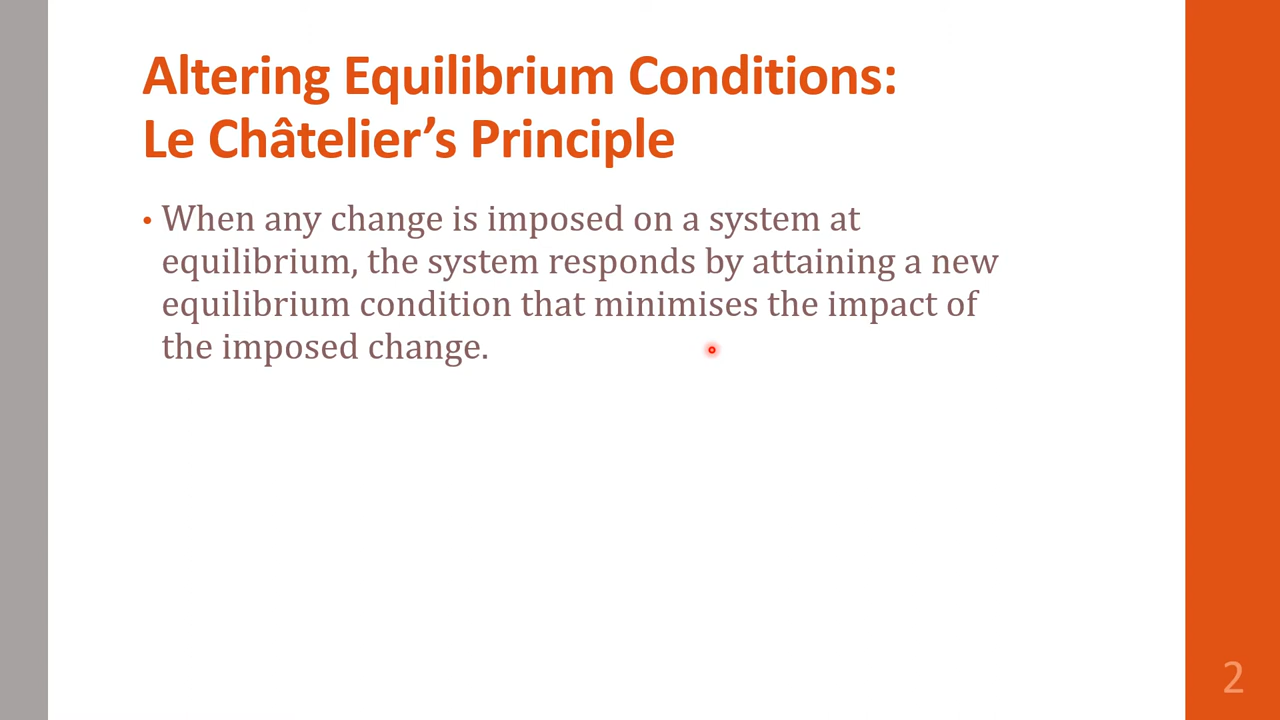 Altering Equilibrium Conditions:
Le Châtelier’s Principle
• When any change is imposed on a system at
equilibrium, the system responds by attaining a new
equilibrium condition that minimises the impact of
the imposed change.
2